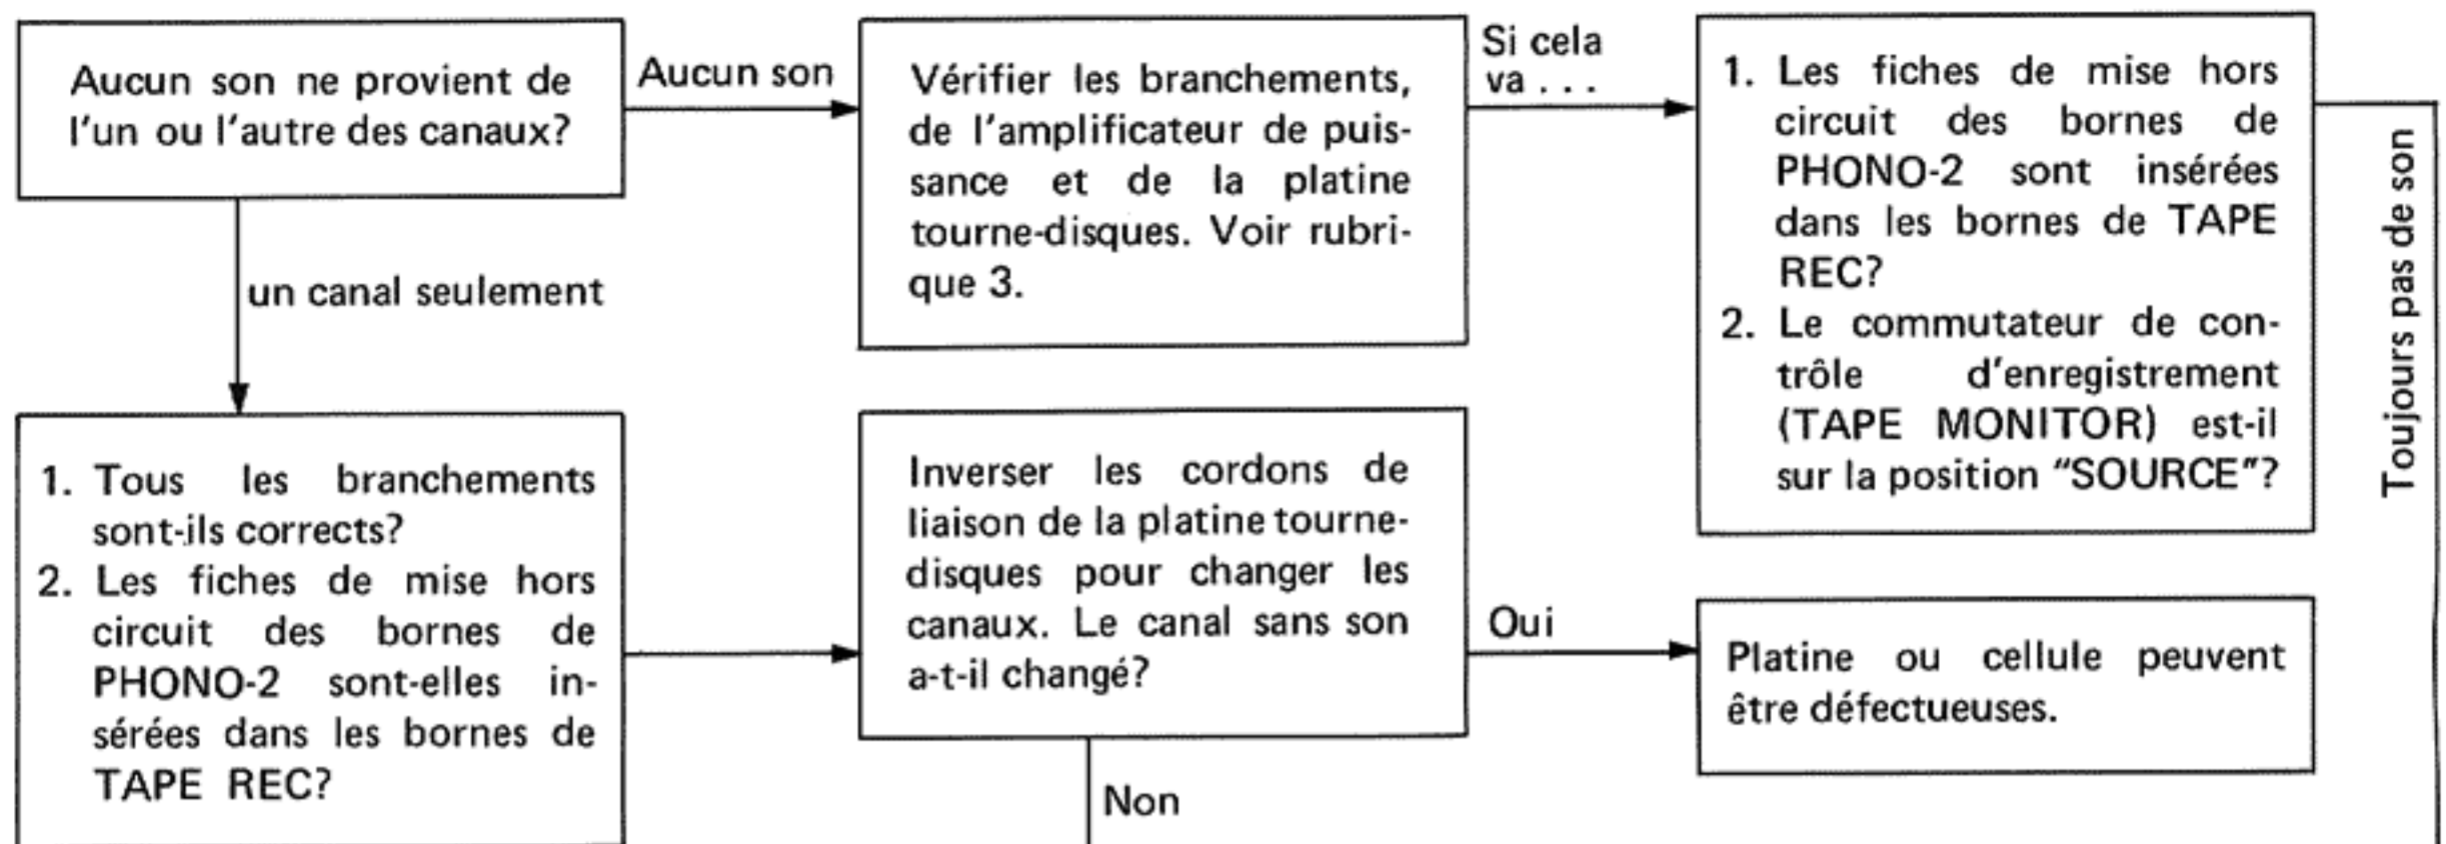 Aucun son ne provient de
l'un ou l'autre des canaux?
Aucun son
Vérifier les branchements,
de l'amplificateur de puis-
sance et de la platine
tourne-disques. Voir rubri-
que 3.
Si cela
va . . .
1. Les fiches de mise hors
circuit des bornes de
PHONO-2 sont insérées
dans les bornes de TAPE
REC?
2. Le commutateur de con-
trôle d'enregistrement
(TAPE MONITOR) est-il
sur la position "SOURCE"?
Toujours pas de son
un canal seulement
1. Tous les branchements
sont-ils corrects?
2. Les fiches de mise hors
circuit des bornes de
PHONO-2 sont-elles in-
sérées dans les bornes de
TAPE REC?
Inverser les cordons de
liaison de la platine tourne-
disques pour changer les
canaux. Le canal sans son
a-t-il changé?
Oui
Platine ou cellule peuvent
être défectueuses.
Non